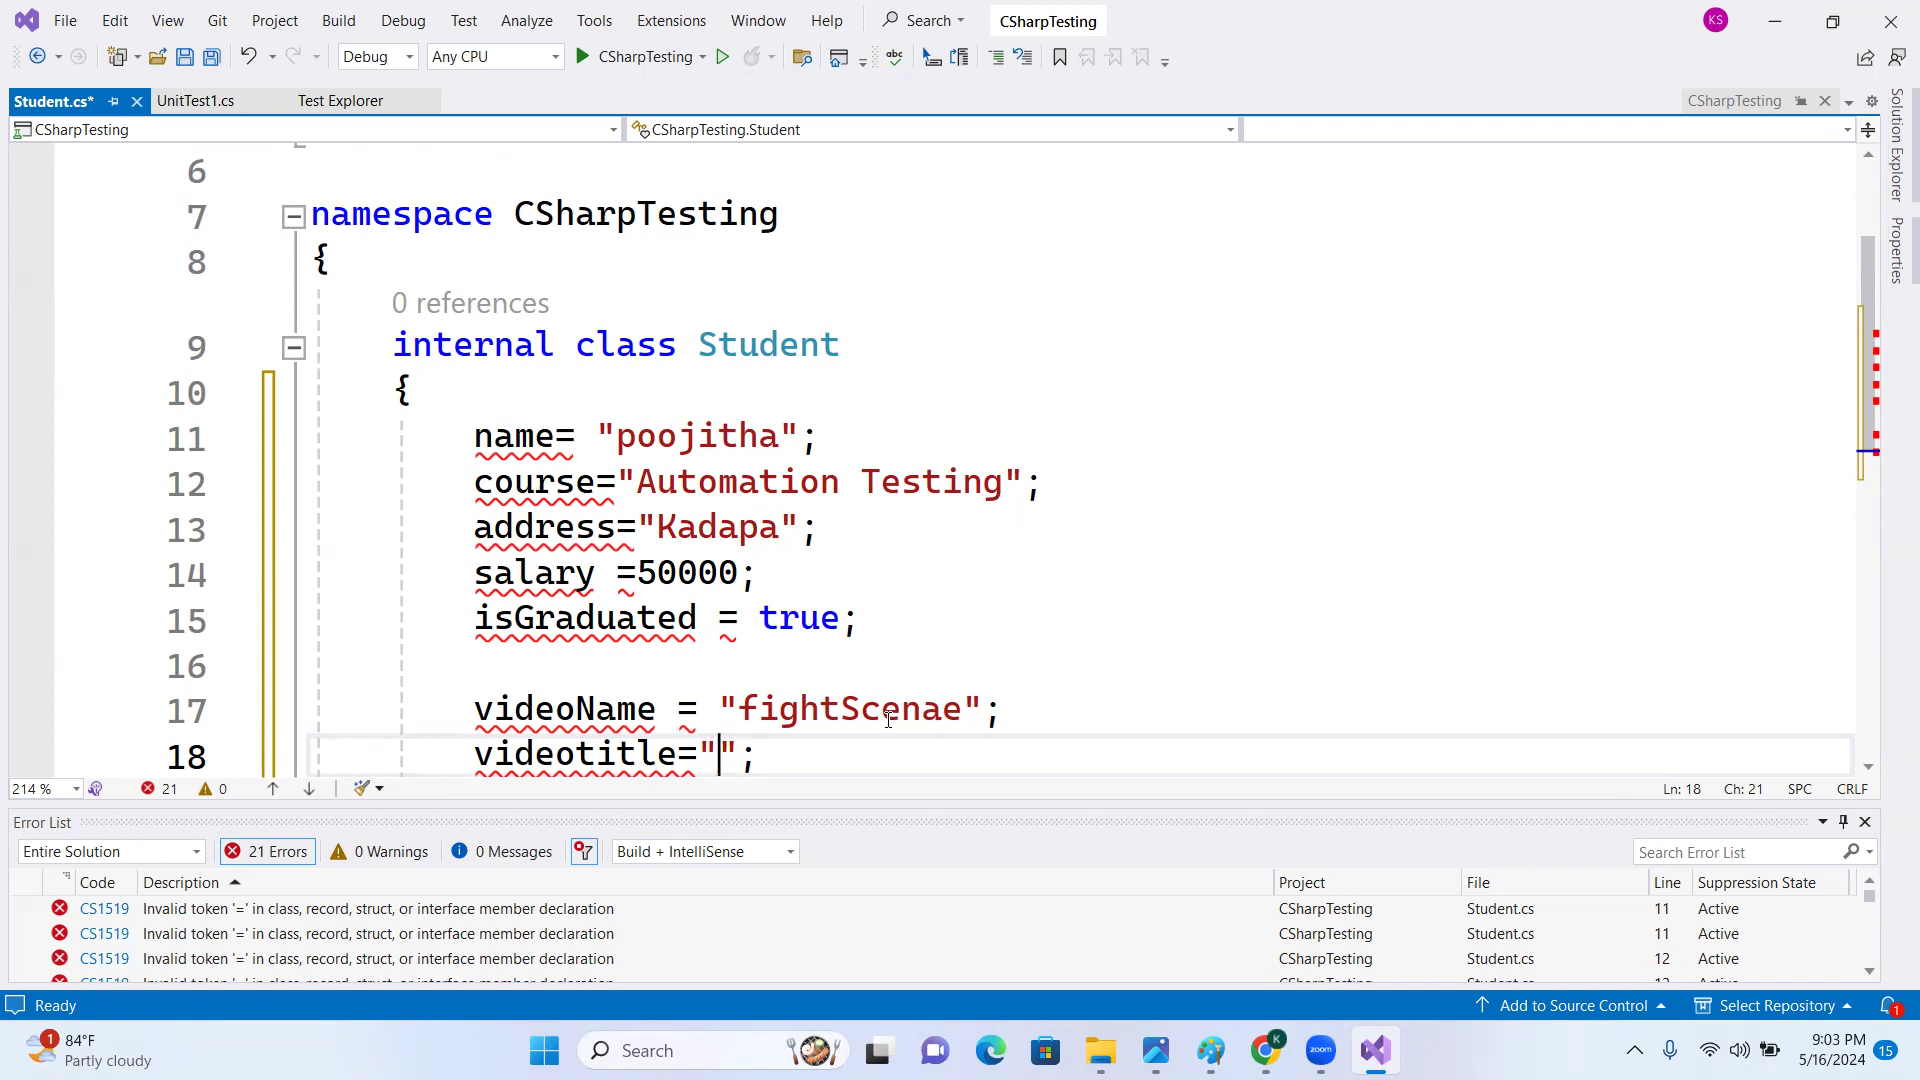 File Edit View Git Project Build Debug Test Analyze Tools Extensions Window Help Search CSharpTesting KS
Debug Any CPU CSharpTesting abc
Student.cs* UnitTest1.cs Test Explorer CSharpTesting
CSharpTesting CSharpTesting.Student
Solution Explorer
Properties
6
7 namespace CSharpTesting
8 {
0 references
9 internal class Student
10 {
11 name= "poojitha";
12 course="Automation Testing";
13 address="Kadapa";
14 salary =50000;
15 isGraduated = true;
16
17 videoName = "fightScenae";
18 videotitle="";
214 % 21 0 Ln: 18 Ch: 21 SPC CRLF
Error List
Entire Solution 21 Errors 0 Warnings 0 Messages Build + IntelliSense Search Error List
Code Description Project File Line Suppression State
CS1519 Invalid token '=' in class, record, struct, or interface member declaration CSharpTesting Student.cs 11 Active
CS1519 Invalid token '=' in class, record, struct, or interface member declaration CSharpTesting Student.cs 11 Active
CS1519 Invalid token '=' in class, record, struct, or interface member declaration CSharpTesting Student.cs 12 Active
Ready Add to Source Control Select Repository 1
1 84°F Search zoom 9:03 PM
Partly cloudy 5/16/2024 15